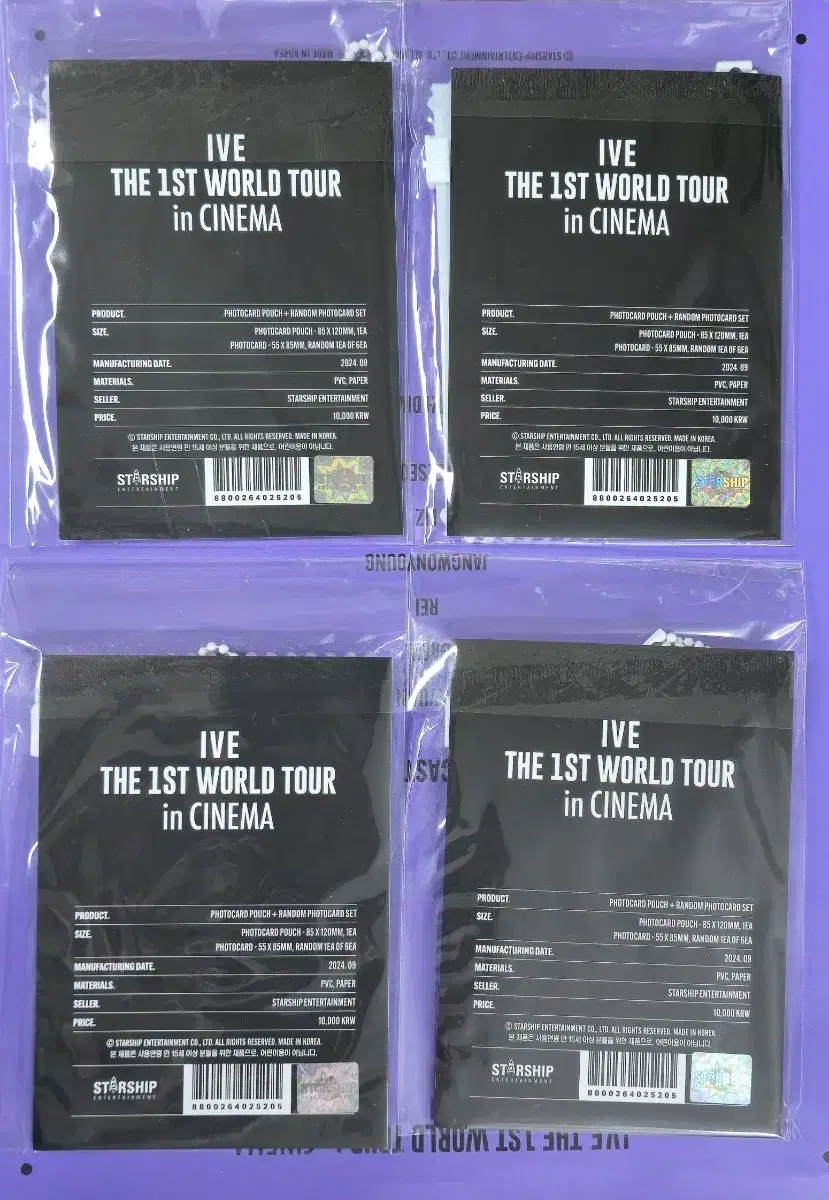 © STARSHIP ENTERTAINMENT CO., LTD. ALL MADE IN KOREA
IVE
THE 1ST WORLD TOUR
in CINEMA
PRODUCT. PHOTOCARD POUCH + RANDOM PHOTOCARD SET
SIZE. PHOTOCARD POUCH - 85 X 120MM, 1EA
PHOTOCARD - 55 X 85MM, RANDOM 1EA OF 6EA
MANUFACTURING DATE. 2024. 09
MATERIALS. PVC, PAPER
SELLER. STARSHIP ENTERTAINMENT
PRICE. 10,000 KRW
© STARSHIP ENTERTAINMENT CO., LTD. ALL RIGHTS RESERVED. MADE IN KOREA.
본 제품은 사용연령 만 15세 이상 분들을 위한 제품으로, 어린이용이 아닙니다.
STARSHIP
ENTERTAINMENT
8800264025205
IVE
THE 1ST WORLD TOUR
in CINEMA
PRODUCT. PHOTOCARD POUCH + RANDOM PHOTOCARD SET
SIZE. PHOTOCARD POUCH - 85 X 120MM, 1EA
PHOTOCARD - 55 X 85MM, RANDOM 1EA OF 6EA
MANUFACTURING DATE. 2024. 09
MATERIALS. PVC, PAPER
SELLER. STARSHIP ENTERTAINMENT
PRICE. 10,000 KRW
© STARSHIP ENTERTAINMENT CO., LTD. ALL RIGHTS RESERVED. MADE IN KOREA.
본 제품은 사용연령 만 15세 이상 분들을 위한 제품으로, 어린이용이 아닙니다.
STARSHIP
ENTERTAINMENT
8800264025205
STARSHIP
JANGWONYOUNG
REI
CAST
IVE
THE 1ST WORLD TOUR
in CINEMA
PRODUCT. PHOTOCARD POUCH + RANDOM PHOTOCARD SET
SIZE. PHOTOCARD POUCH - 85 X 120MM, 1EA
PHOTOCARD - 55 X 85MM, RANDOM 1EA OF 6EA
MANUFACTURING DATE. 2024. 09
MATERIALS. PVC, PAPER
SELLER. STARSHIP ENTERTAINMENT
PRICE. 10,000 KRW
© STARSHIP ENTERTAINMENT CO., LTD. ALL RIGHTS RESERVED. MADE IN KOREA.
본 제품은 사용연령 만 15세 이상 분들을 위한 제품으로, 어린이용이 아닙니다.
STARSHIP
ENTERTAINMENT
8800264025205
IVE
THE 1ST WORLD TOUR
in CINEMA
PRODUCT. PHOTOCARD POUCH + RANDOM PHOTOCARD SET
SIZE. PHOTOCARD POUCH - 85 X 120MM, 1EA
PHOTOCARD - 55 X 85MM, RANDOM 1EA OF 6EA
MANUFACTURING DATE. 2024. 09
MATERIALS. PVC, PAPER
SELLER. STARSHIP ENTERTAINMENT
PRICE. 10,000 KRW
© STARSHIP ENTERTAINMENT CO., LTD. ALL RIGHTS RESERVED. MADE IN KOREA.
본 제품은 사용연령 만 15세 이상 분들을 위한 제품으로, 어린이용이 아닙니다.
STARSHIP
ENTERTAINMENT
8800264025205
IVE THE 1ST WORLD TOUR CINEMA